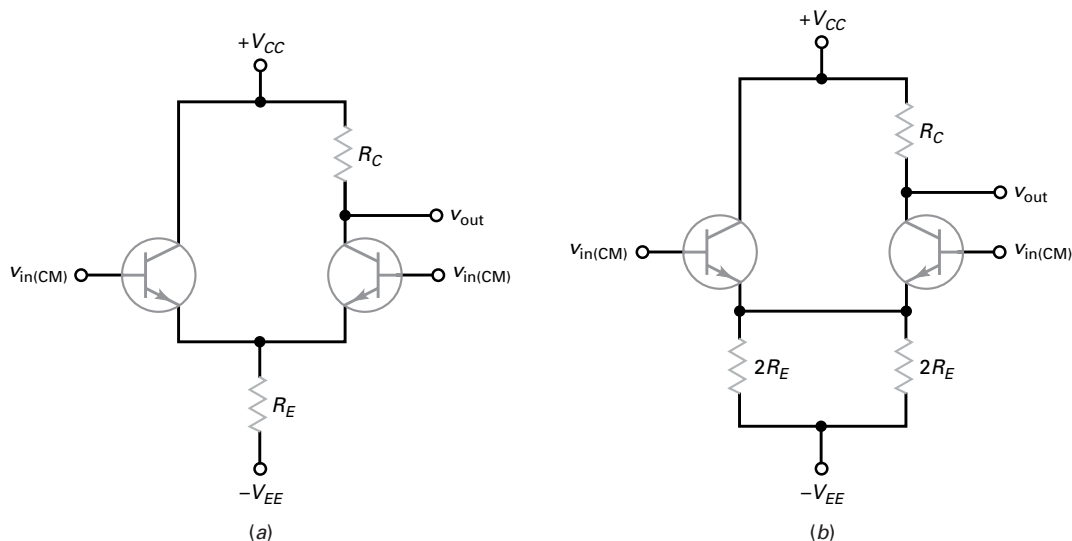 +V_CC
R_C
v_out
v_in(CM)
v_in(CM)
R_E
−V_EE
(a)
+V_CC
R_C
v_out
v_in(CM)
v_in(CM)
2R_E
2R_E
−V_EE
(b)